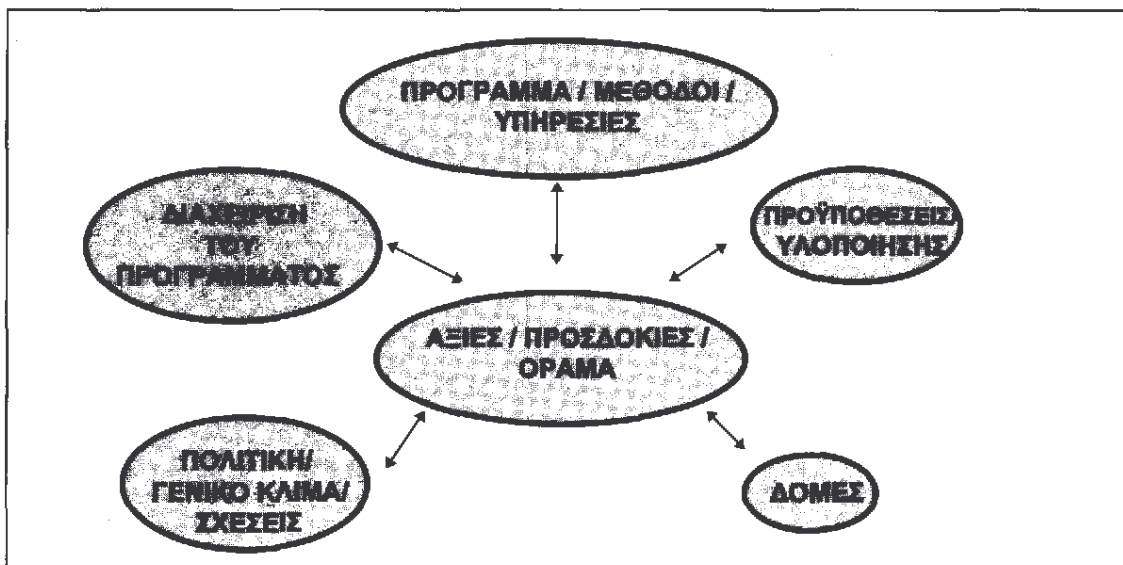 ΠΡΟΓΡΑΜΜΑ / ΜΕΘΟΔΟΙ /
ΥΠΗΡΕΣΙΕΣ
ΔΙΑΧΕΙΡΙΣΗ
ΤΟΥ
ΠΡΟΓΡΑΜΜΑΤΟΣ
ΠΡΟΫΠΟΘΕΣΕΙΣ/
ΥΛΟΠΟΙΗΣΗΣ
ΑΞΙΕΣ / ΠΡΟΣΔΟΚΙΕΣ /
ΟΡΑΜΑ
ΠΟΛΙΤΙΚΗ/
ΓΕΝΙΚΟ ΚΛΙΜΑ/
ΣΧΕΣΕΙΣ
ΔΟΜΕΣ